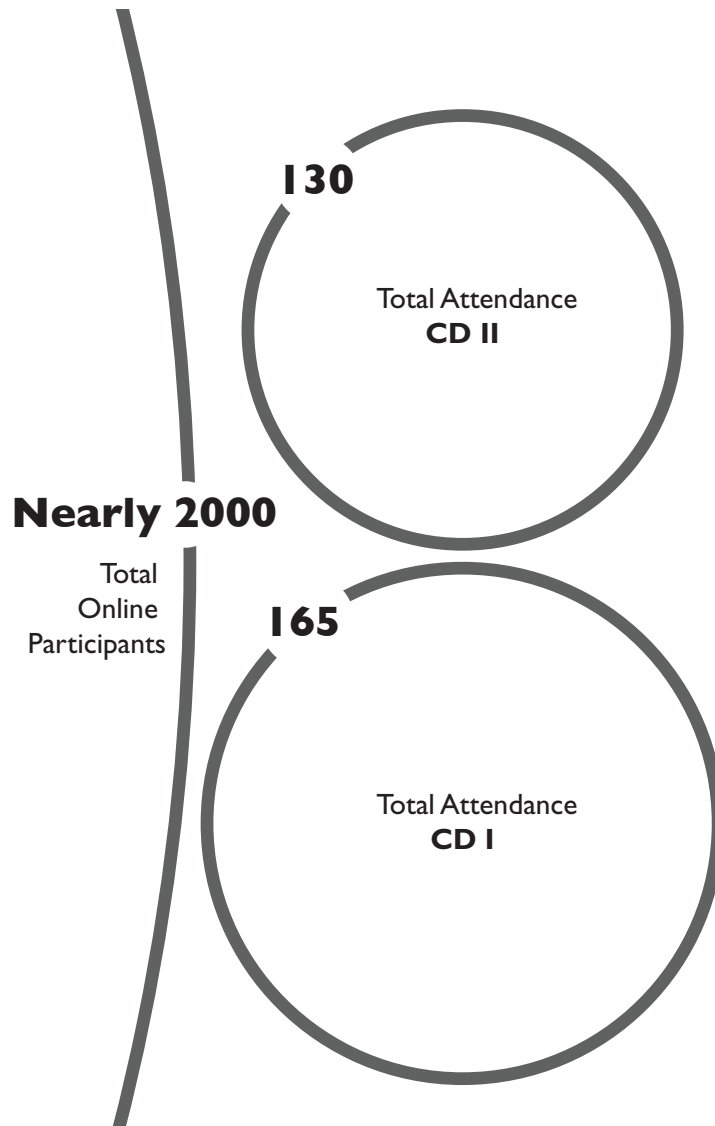 130
Total Attendance
CD II
Nearly 2000
Total
Online
Participants
165
Total Attendance
CD I